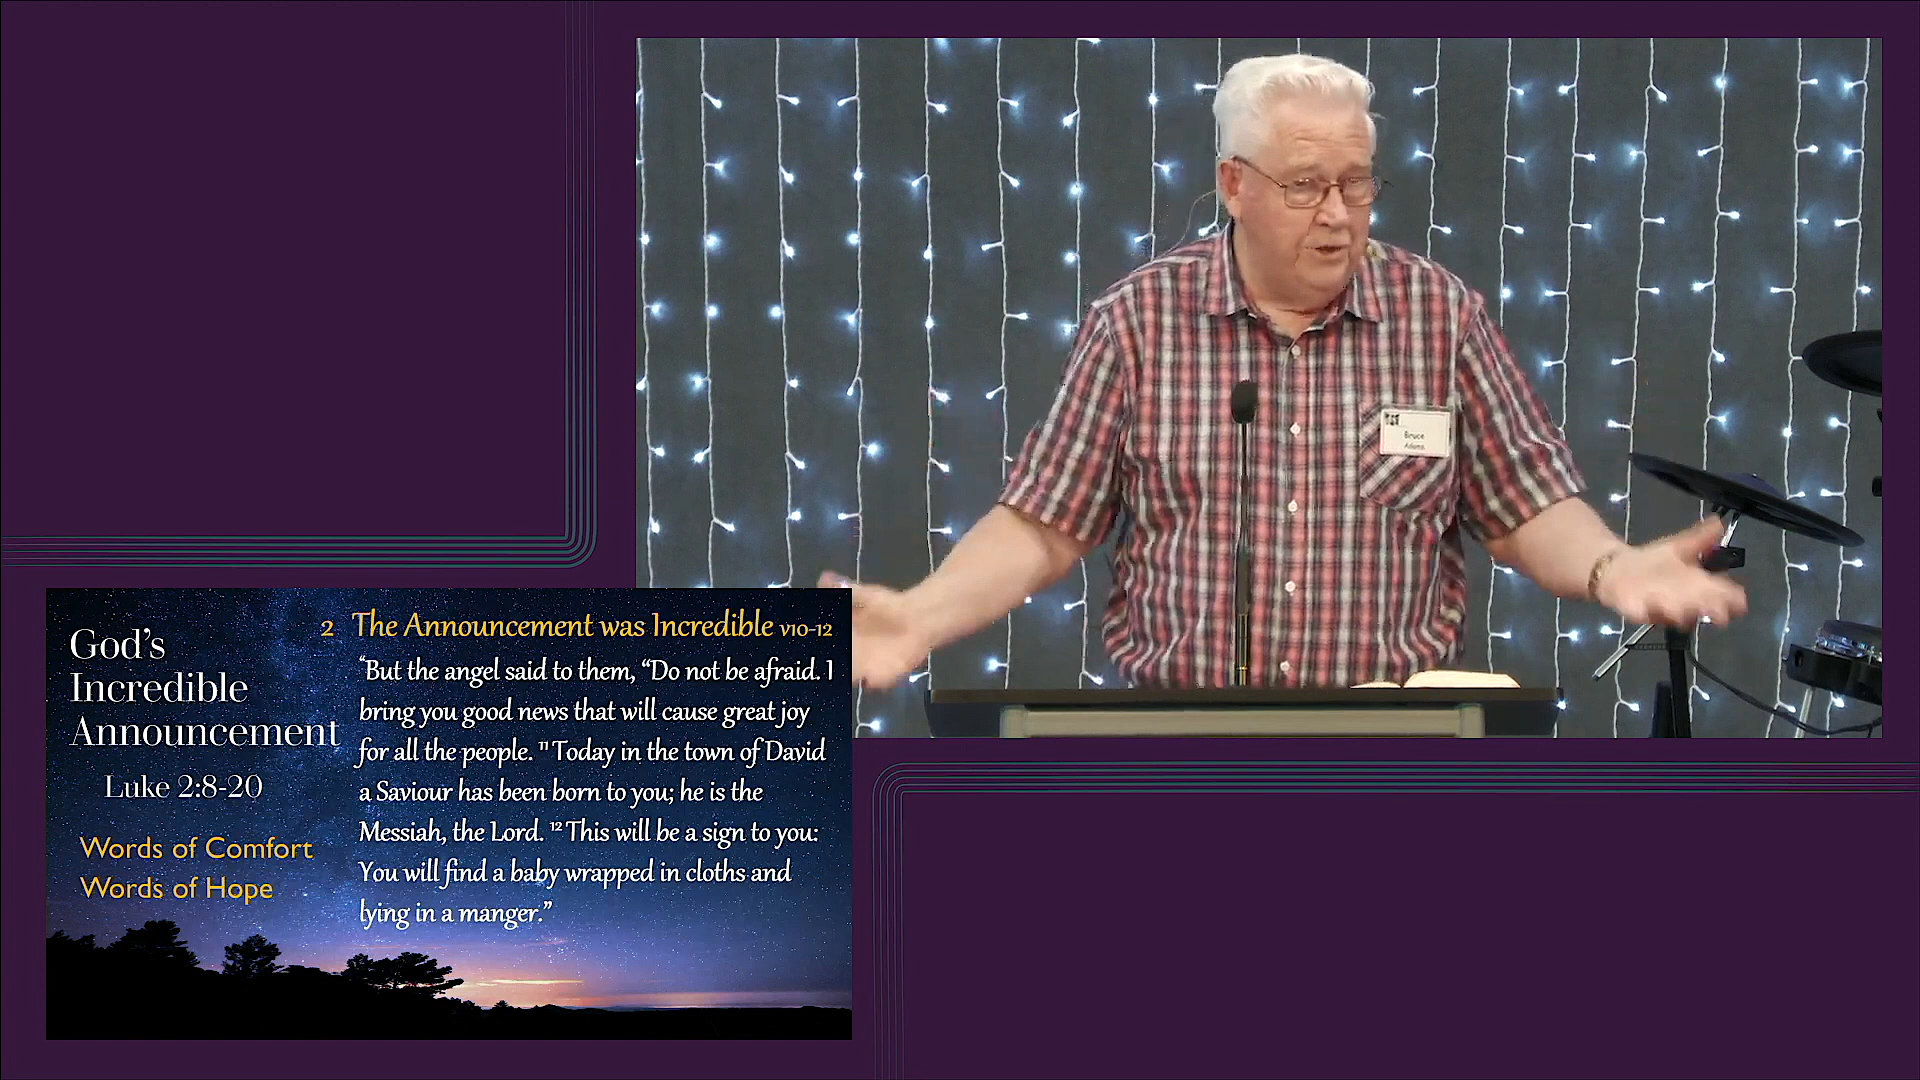 God's
Incredible
Announcement
Luke 2:8-20
Words of Comfort
Words of Hope
2 The Announcement was Incredible v10-12
"But the angel said to them, “Do not be afraid. I
bring you good news that will cause great joy
for all the people. ¹¹ Today in the town of David
a Saviour has been born to you; he is the
Messiah, the Lord. ¹² This will be a sign to you:
You will find a baby wrapped in cloths and
lying in a manger.”
Bruce
Adams